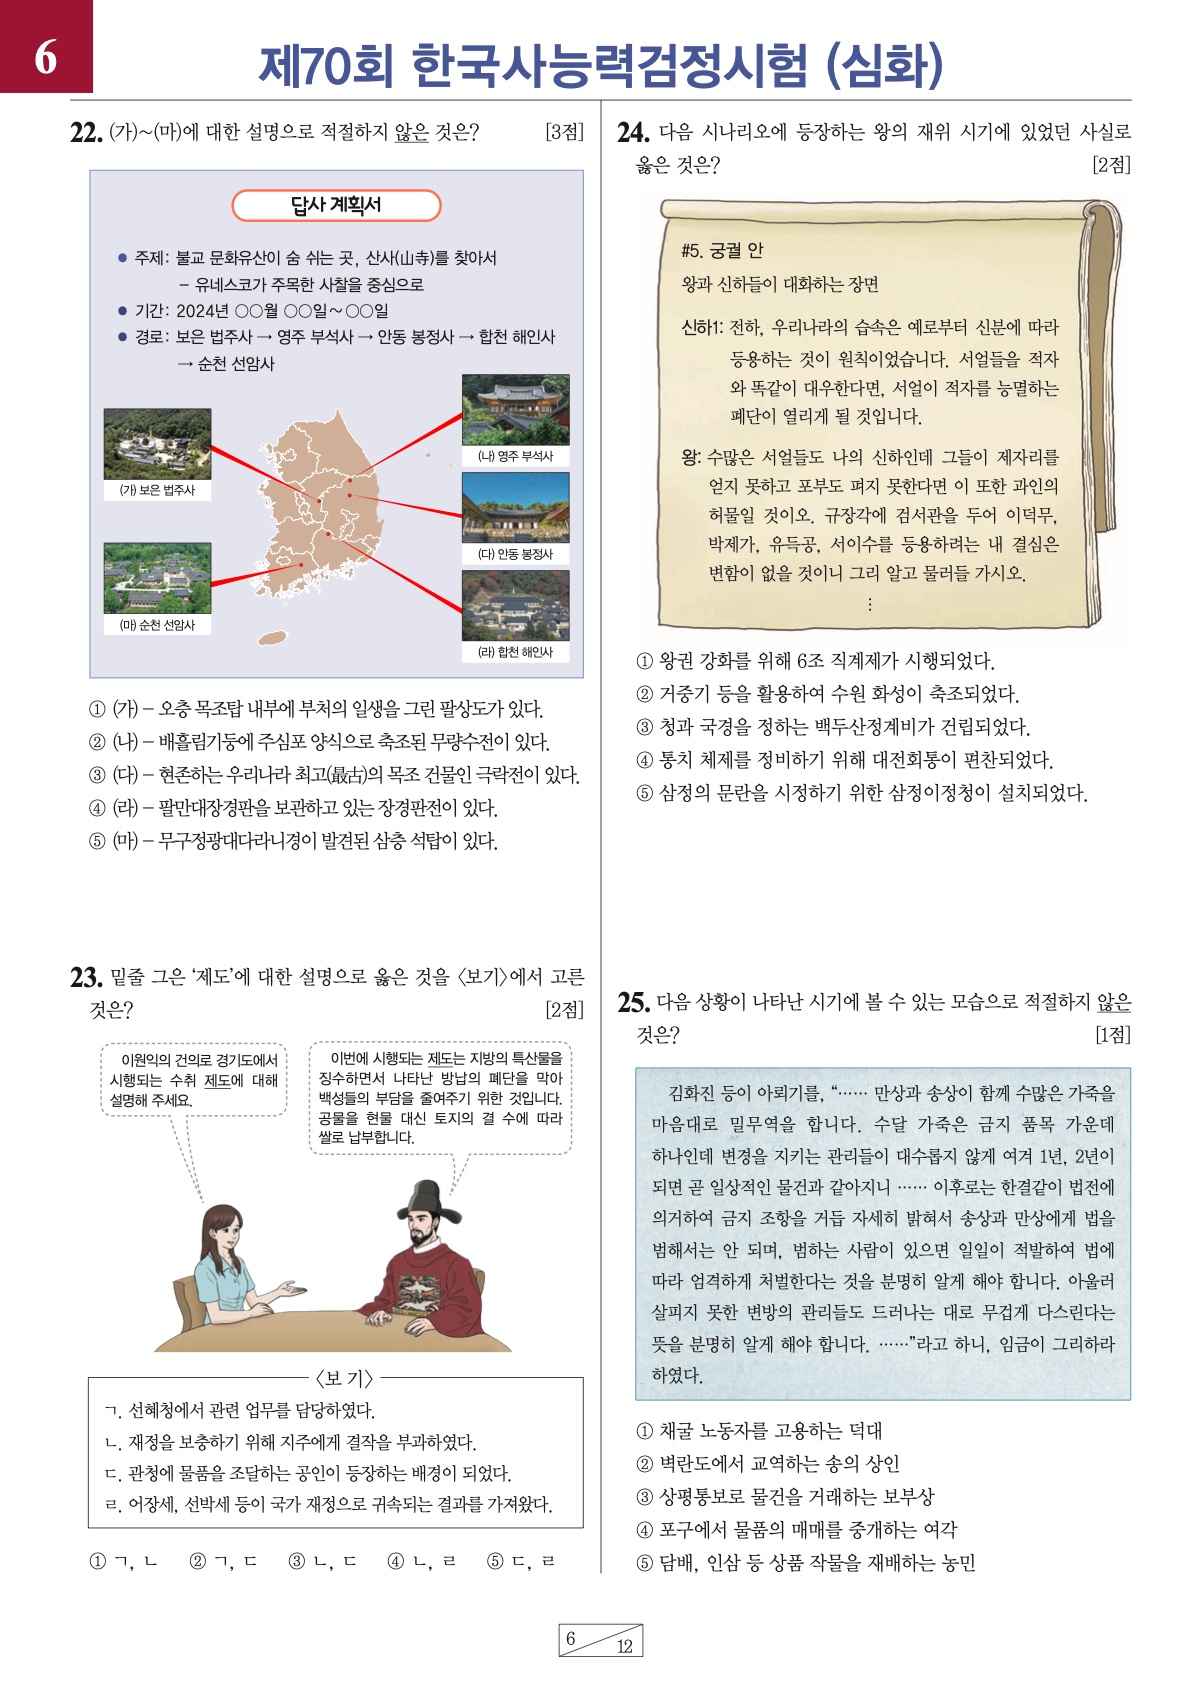 6
제70회 한국사능력검정시험 (심화)
22. (가)~(마)에 대한 설명으로 적절하지 않은 것은? [3점]
답사 계획서
● 주제: 불교 문화유산이 숨 쉬는 곳, 산사(山寺)를 찾아서
- 유네스코가 주목한 사찰을 중심으로
● 기간: 2024년 ○○월 ○○일~○○일
● 경로: 보은 법주사 → 영주 부석사 → 안동 봉정사 → 합천 해인사
→ 순천 선암사
(가) 보은 법주사
(나) 영주 부석사
(다) 안동 봉정사
(마) 순천 선암사
(라) 합천 해인사
① (가) - 오층 목조탑 내부에 부처의 일생을 그린 팔상도가 있다.
② (나) - 배흘림기둥에 주심포 양식으로 축조된 무량수전이 있다.
③ (다) - 현존하는 우리나라 최고(最古)의 목조 건물인 극락전이 있다.
④ (라) - 팔만대장경판을 보관하고 있는 장경판전이 있다.
⑤ (마) - 무구정광대다라니경이 발견된 삼층 석탑이 있다.
23. 밑줄 그은 ‘제도’에 대한 설명으로 옳은 것을 <보기>에서 고른
것은? [2점]
이원익의 건의로 경기도에서
시행되는 수취 제도에 대해
설명해 주세요.
이번에 시행되는 제도는 지방의 특산물을
징수하면서 나타난 방납의 폐단을 막아
백성들의 부담을 줄여주기 위한 것입니다.
공물을 현물 대신 토지의 결 수에 따라
쌀로 납부합니다.
<보 기>
ㄱ. 선혜청에서 관련 업무를 담당하였다.
ㄴ. 재정을 보충하기 위해 지주에게 결작을 부과하였다.
ㄷ. 관청에 물품을 조달하는 공인이 등장하는 배경이 되었다.
ㄹ. 어장세, 선박세 등이 국가 재정으로 귀속되는 결과를 가져왔다.
① ㄱ, ㄴ ② ㄱ, ㄷ ③ ㄴ, ㄷ ④ ㄴ, ㄹ ⑤ ㄷ, ㄹ
24. 다음 시나리오에 등장하는 왕의 재위 시기에 있었던 사실로
옳은 것은? [2점]
#5. 궁궐 안
왕과 신하들이 대화하는 장면
신하1: 전하, 우리나라의 습속은 예로부터 신분에 따라
등용하는 것이 원칙이었습니다. 서얼들을 적자
와 똑같이 대우한다면, 서얼이 적자를 능멸하는
폐단이 열리게 될 것입니다.
왕: 수많은 서얼들도 나의 신하인데 그들이 제자리를
얻지 못하고 포부도 펴지 못한다면 이 또한 과인의
허물일 것이오. 규장각에 검서관을 두어 이덕무,
박제가, 유득공, 서이수를 등용하려는 내 결심은
변함이 없을 것이니 그리 알고 물러들 가시오.
⋮
① 왕권 강화를 위해 6조 직계제가 시행되었다.
② 거중기 등을 활용하여 수원 화성이 축조되었다.
③ 청과 국경을 정하는 백두산정계비가 건립되었다.
④ 통치 체제를 정비하기 위해 대전회통이 편찬되었다.
⑤ 삼정의 문란을 시정하기 위한 삼정이정청이 설치되었다.
25. 다음 상황이 나타난 시기에 볼 수 있는 모습으로 적절하지 않은
것은? [1점]
김화진 등이 아뢰기를, “…… 만상과 송상이 함께 수많은 가죽을
마음대로 밀무역을 합니다. 수달 가죽은 금지 품목 가운데
하나인데 변경을 지키는 관리들이 대수롭지 않게 여겨 1년, 2년이
되면 곧 일상적인 물건과 같아지니 …… 이후로는 한결같이 법전에
의거하여 금지 조항을 거듭 자세히 밝혀서 송상과 만상에게 법을
범해서는 안 되며, 범하는 사람이 있으면 일일이 적발하여 법에
따라 엄격하게 처벌한다는 것을 분명히 알게 해야 합니다. 아울러
살피지 못한 변방의 관리들도 드러나는 대로 무겁게 다스린다는
뜻을 분명히 알게 해야 합니다. ……”라고 하니, 임금이 그리하라
하였다.
① 채굴 노동자를 고용하는 덕대
② 벽란도에서 교역하는 송의 상인
③ 상평통보로 물건을 거래하는 보부상
④ 포구에서 물품의 매매를 중개하는 여각
⑤ 담배, 인삼 등 상품 작물을 재배하는 농민
6 12